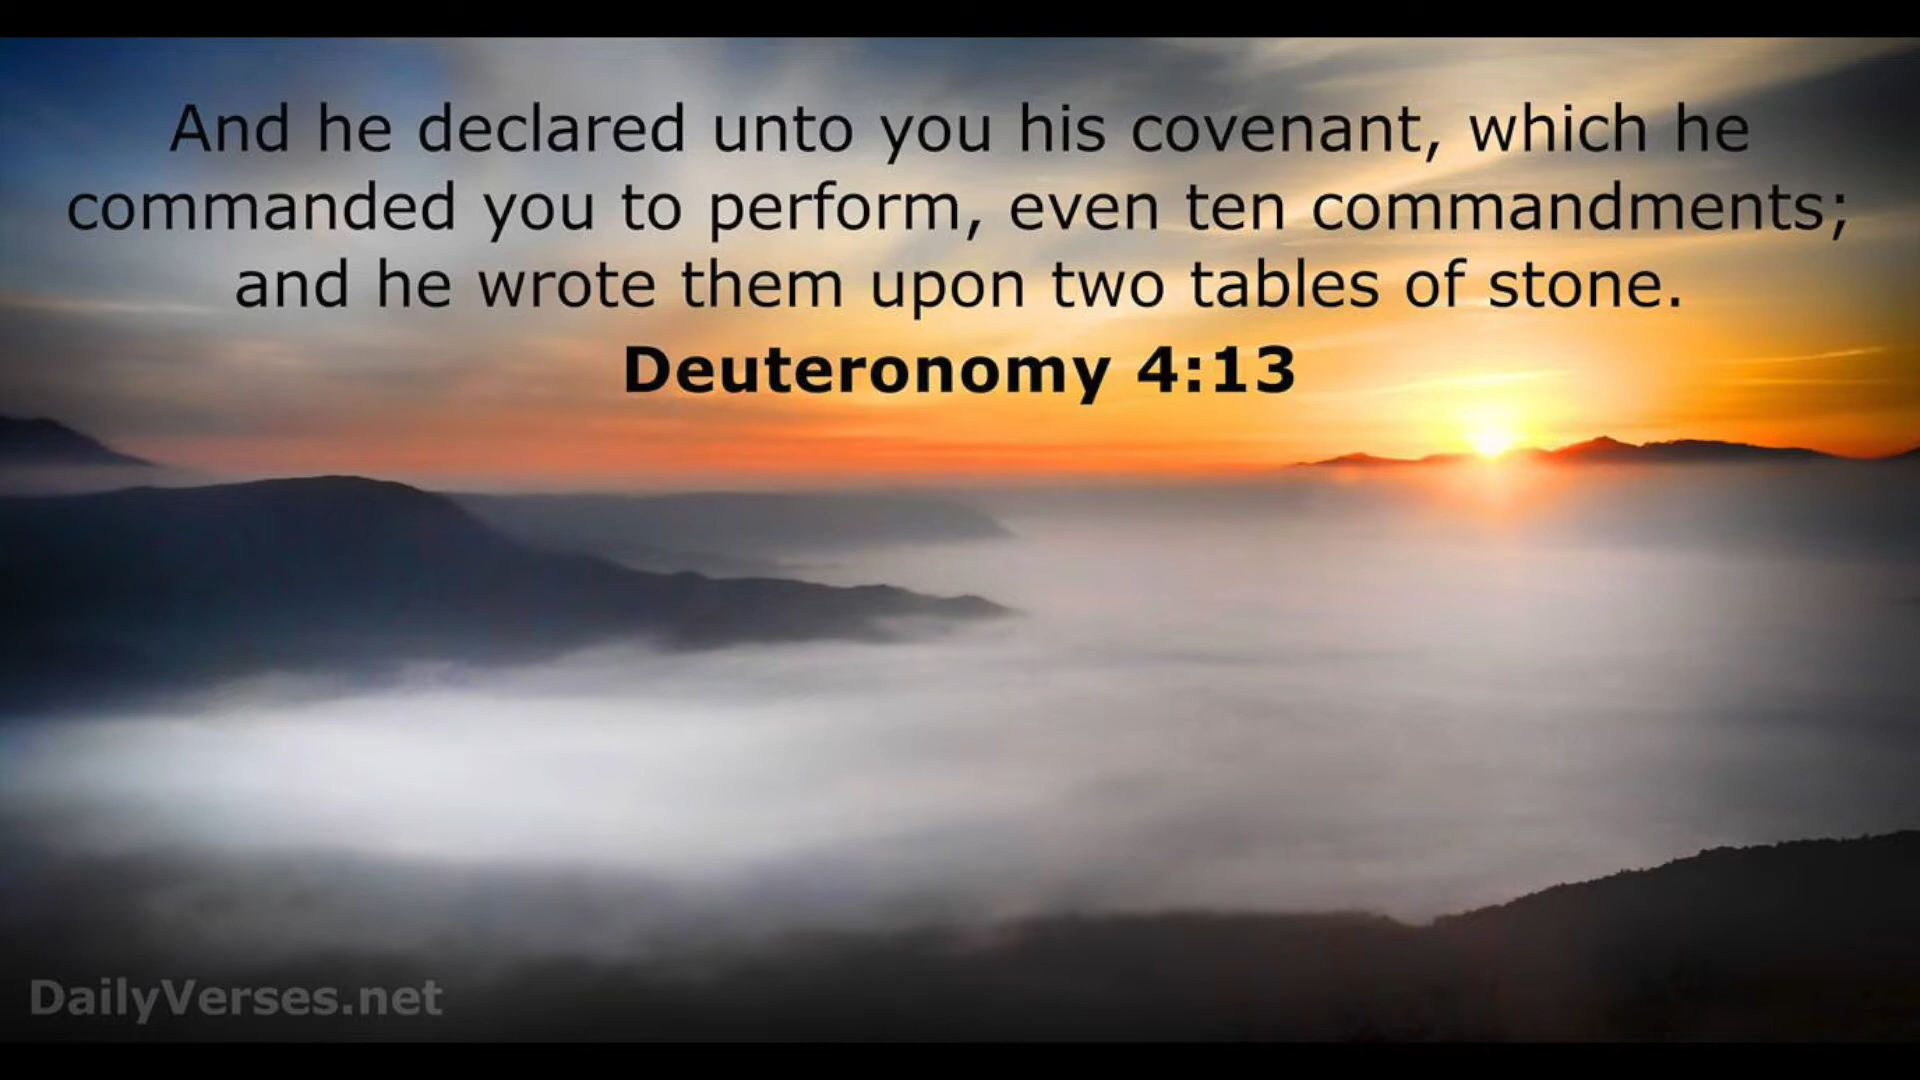 And he declared unto you his covenant, which he
commanded you to perform, even ten commandments;
and he wrote them upon two tables of stone.
Deuteronomy 4:13
DailyVerses.net